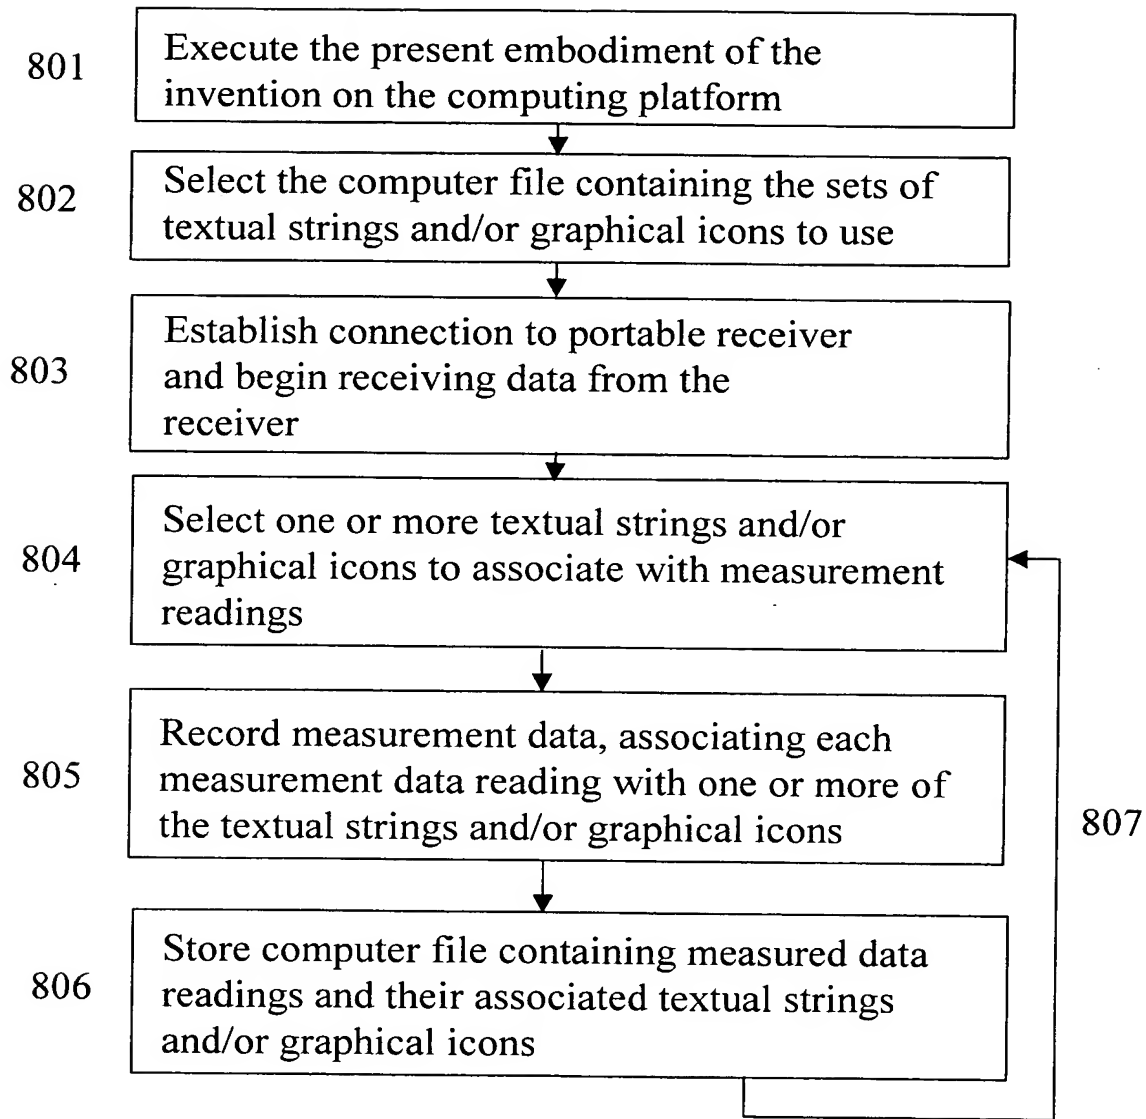 801
Execute the present embodiment of the
invention on the computing platform
802
Select the computer file containing the sets of
textual strings and/or graphical icons to use
803
Establish connection to portable receiver
and begin receiving data from the
receiver
804
Select one or more textual strings and/or
graphical icons to associate with measurement
readings
805
Record measurement data, associating each
measurement data reading with one or more of
the textual strings and/or graphical icons
807
806
Store computer file containing measured data
readings and their associated textual strings
and/or graphical icons